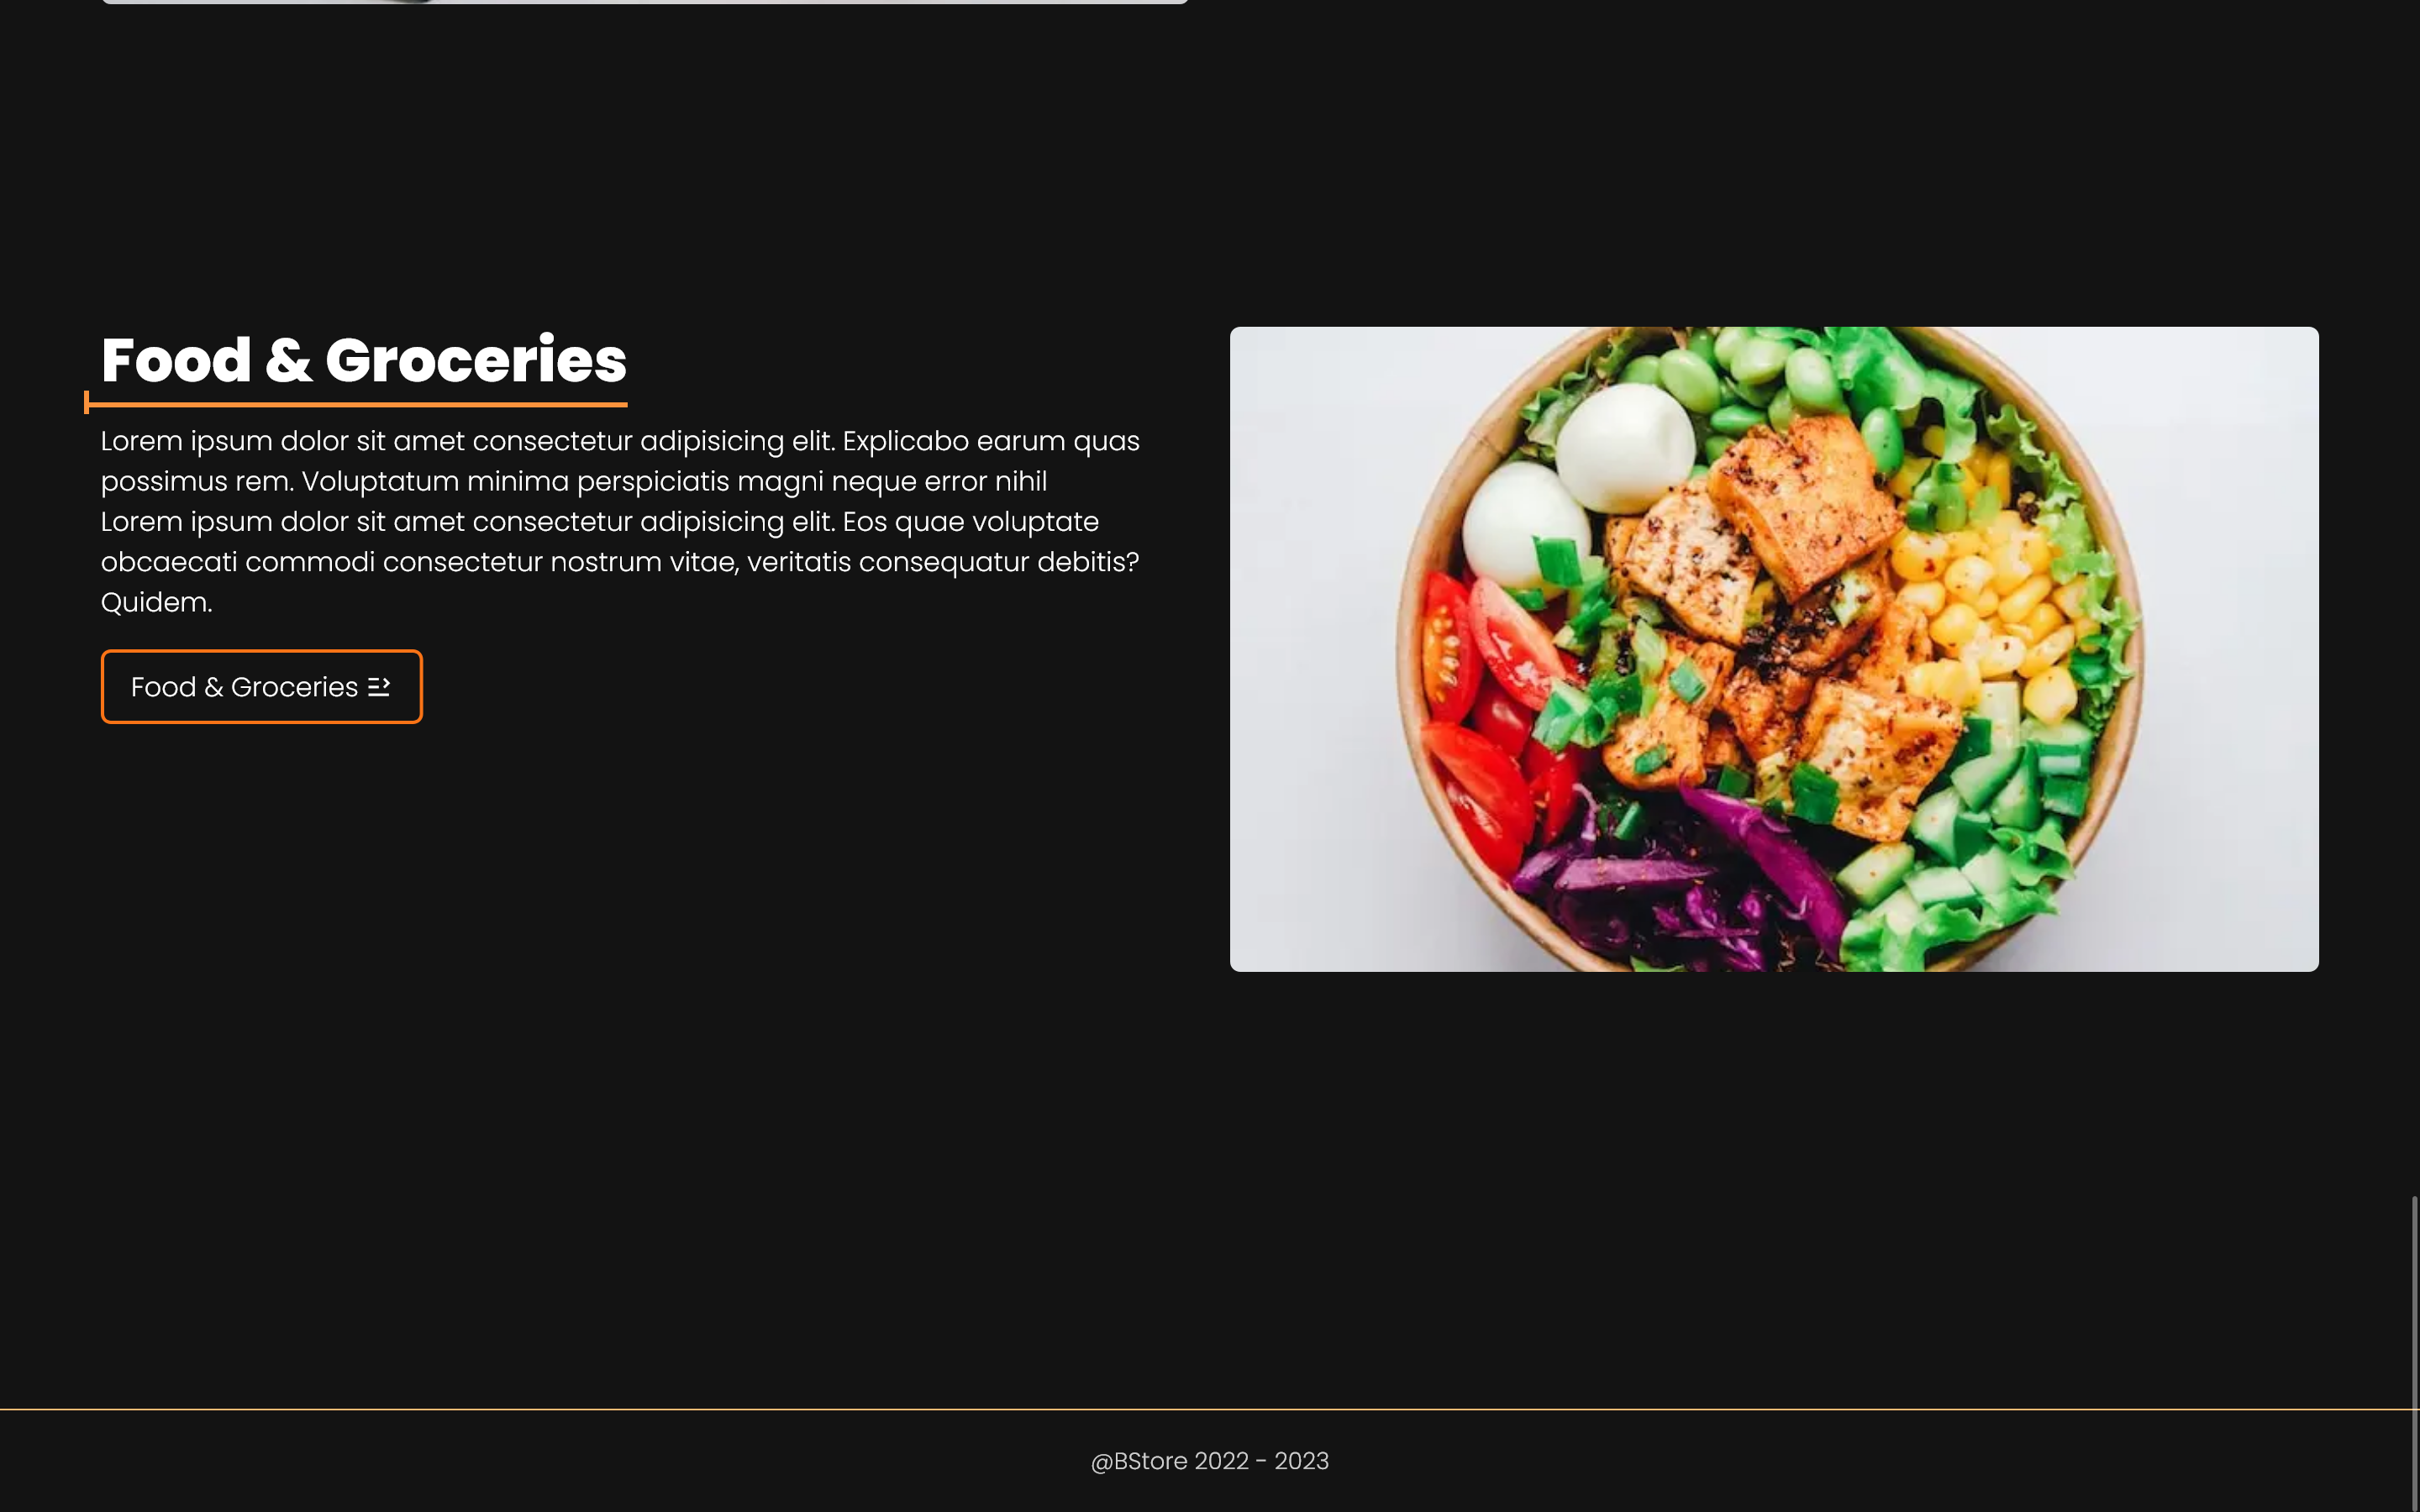 Food & Groceries
Lorem ipsum dolor sit amet consectetur adipisicing elit. Explicabo earum quas
possimus rem. Voluptatum minima perspiciatis magni neque error nihil
Lorem ipsum dolor sit amet consectetur adipisicing elit. Eos quae voluptate
obcaecati commodi consectetur nostrum vitae, veritatis consequatur debitis?
Quidem.
Food & Groceries
@BStore 2022 - 2023